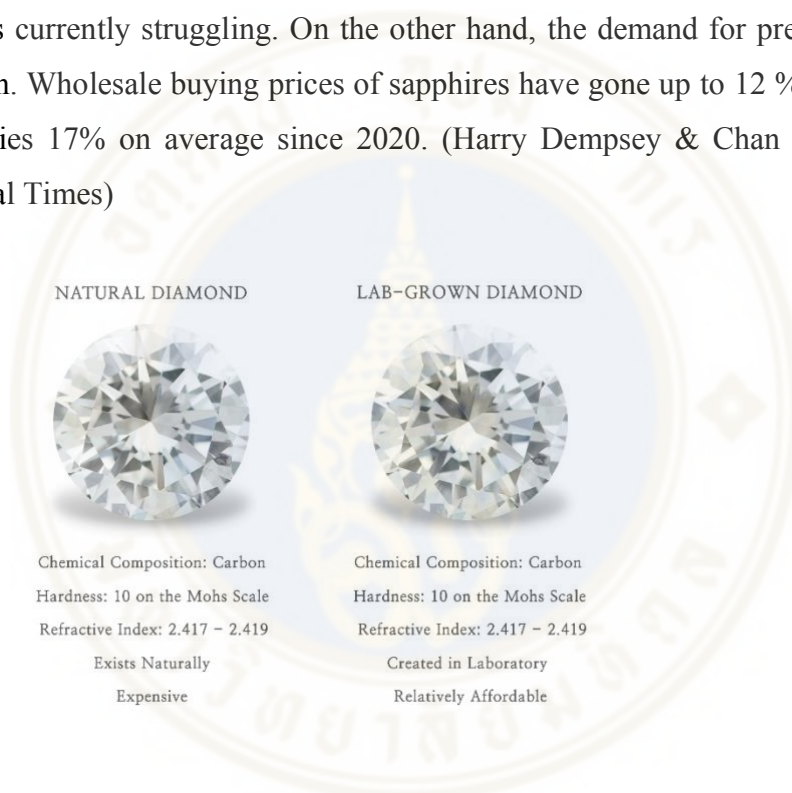 s currently struggling. On the other hand, the demand for pre
n. Wholesale buying prices of sapphires have gone up to 12 %
ies 17% on average since 2020. (Harry Dempsey & Chan
al Times)
NATURAL DIAMOND
LAB-GROWN DIAMOND
Chemical Composition: Carbon
Chemical Composition: Carbon
Hardness: 10 on the Mohs Scale
Hardness: 10 on the Mohs Scale
Refractive Index: 2.417 – 2.419
Refractive Index: 2.417 – 2.419
Exists Naturally
Created in Laboratory
Expensive
Relatively Affordable